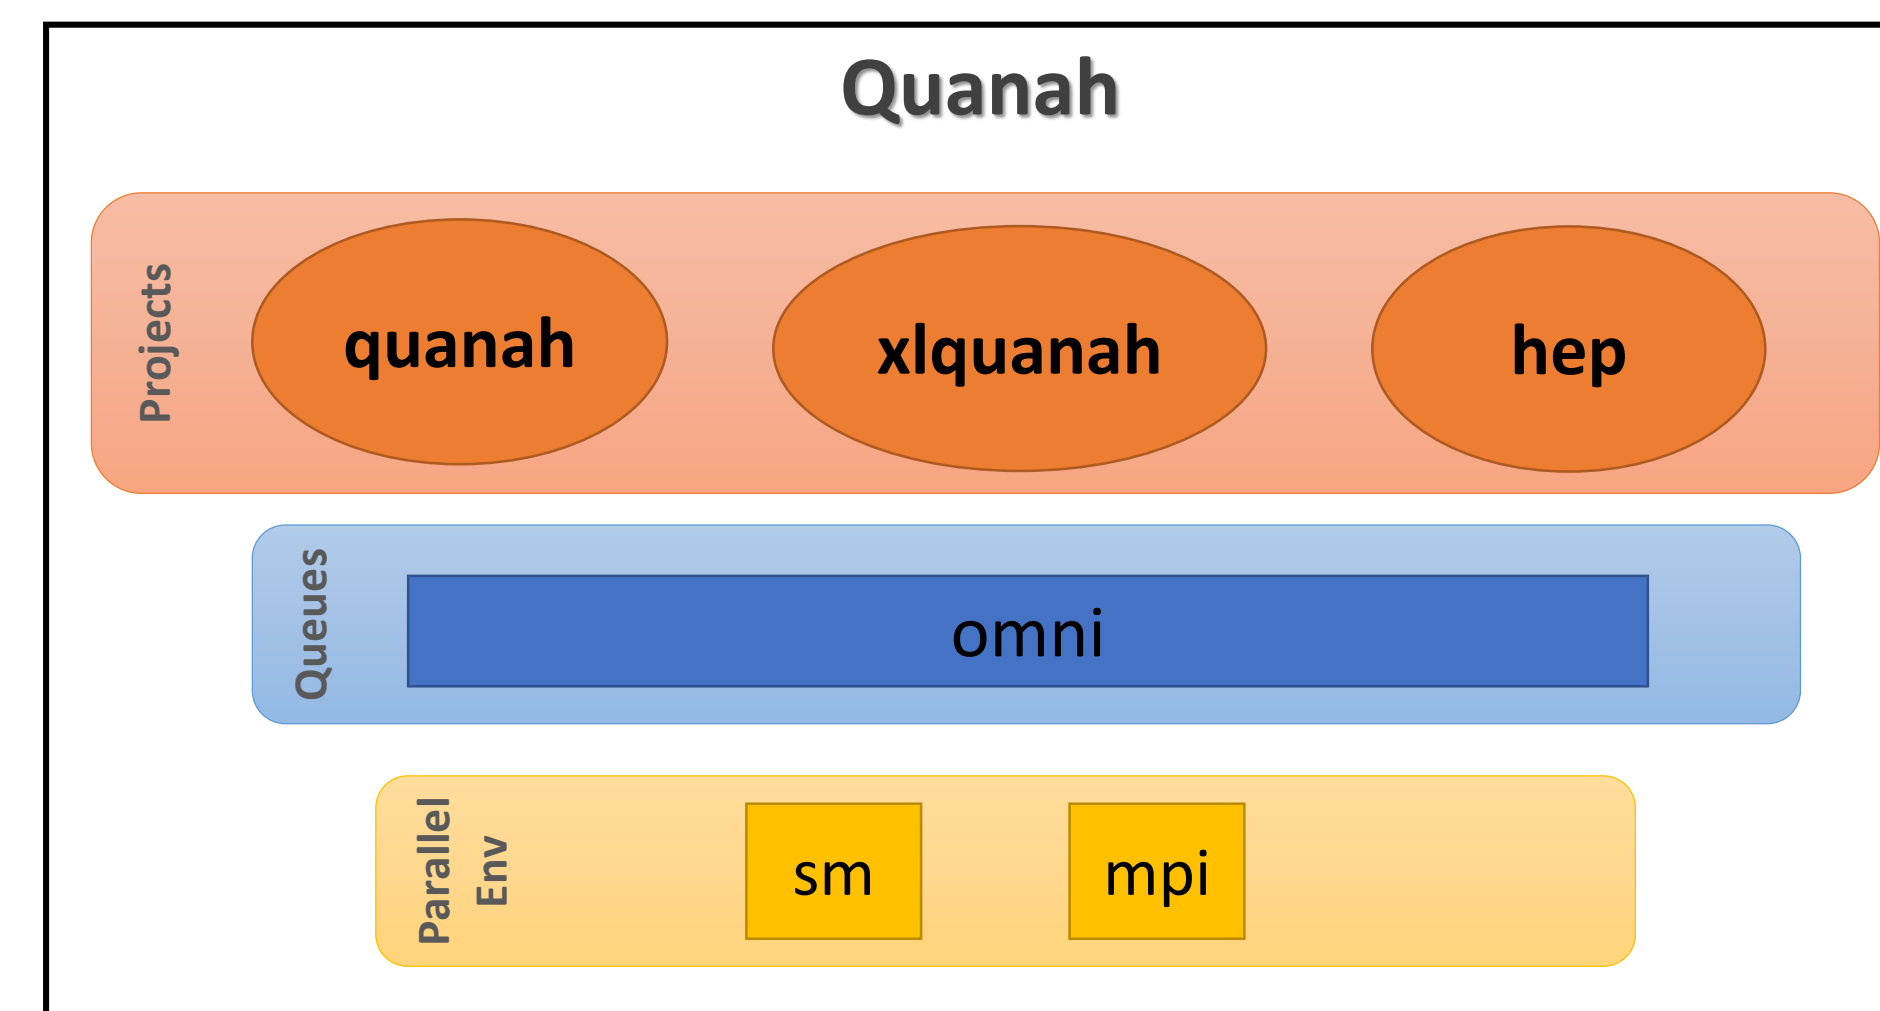 Quanah
Projects
quanah
xlquanah
hep
Queues
omni
Parallel
Env
sm
mpi